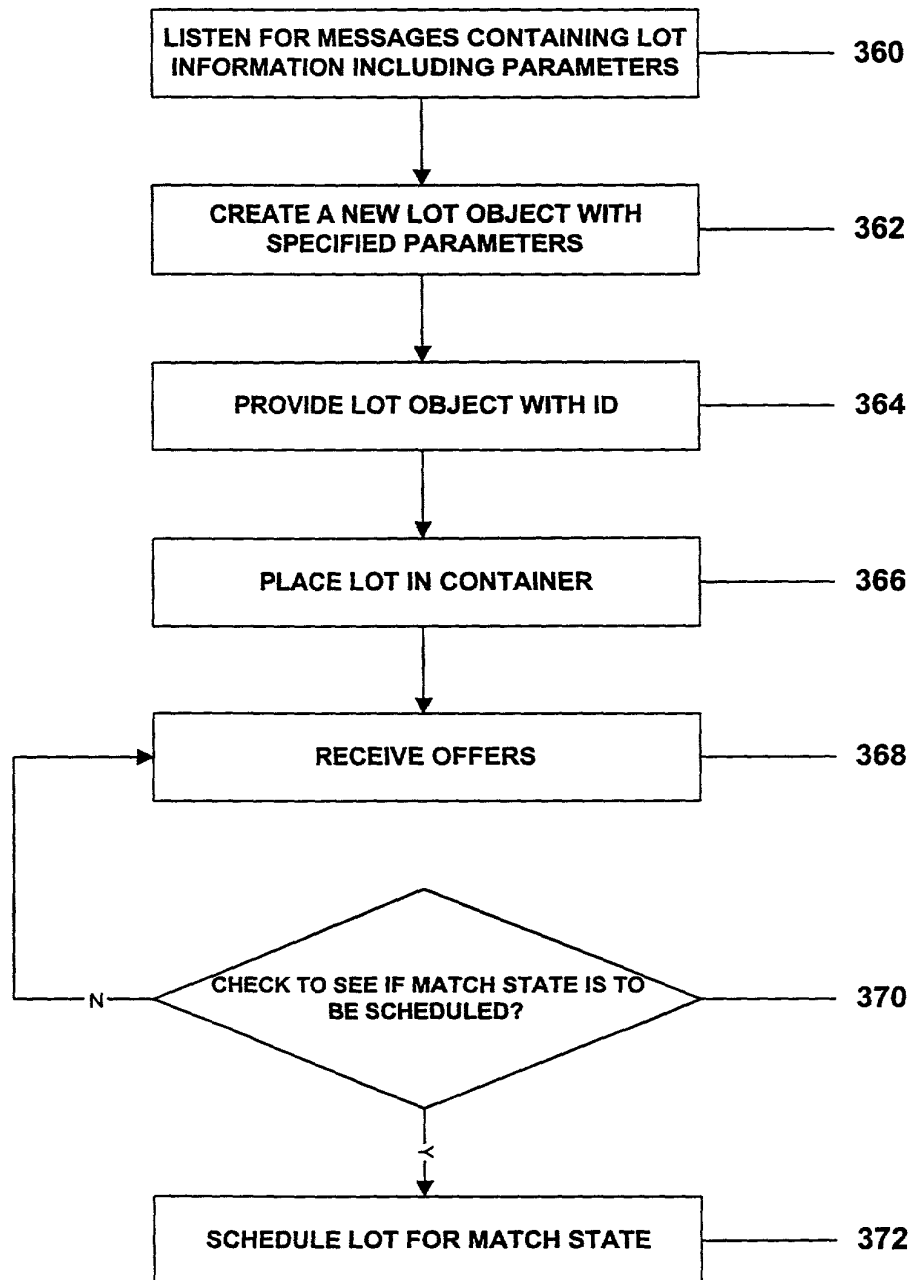 LISTEN FOR MESSAGES CONTAINING LOT
INFORMATION INCLUDING PARAMETERS
360
CREATE A NEW LOT OBJECT WITH
SPECIFIED PARAMETERS
362
PROVIDE LOT OBJECT WITH ID
364
PLACE LOT IN CONTAINER
366
RECEIVE OFFERS
368
CHECK TO SEE IF MATCH STATE IS TO
BE SCHEDULED?
370
N
Y
SCHEDULE LOT FOR MATCH STATE
372